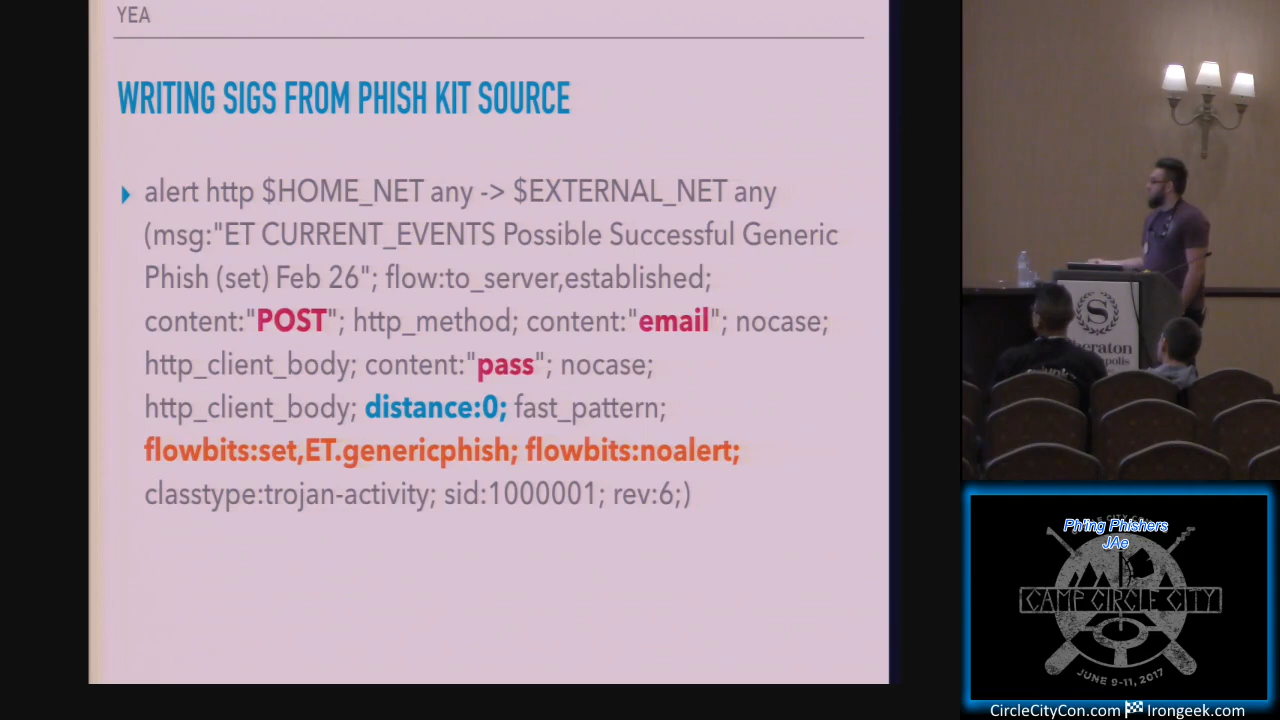 YEA
WRITING SIGS FROM PHISH KIT SOURCE
alert http $HOME_NET any -> $EXTERNAL_NET any
(msg:"ET CURRENT_EVENTS Possible Successful Generic
Phish (set) Feb 26"; flow:to_server,established;
content:"POST"; http_method; content:"email"; nocase;
http_client_body; content:"pass"; nocase;
http_client_body; distance:0; fast_pattern;
flowbits:set,ET.genericphish; flowbits:noalert;
classtype:trojan-activity; sid:1000001; rev:6;)
S
Ph'ing Phishers
JAe
CAMP CIRCLE CITY
JUNE 9-11, 2017
CircleCityCon.com Irongeek.com